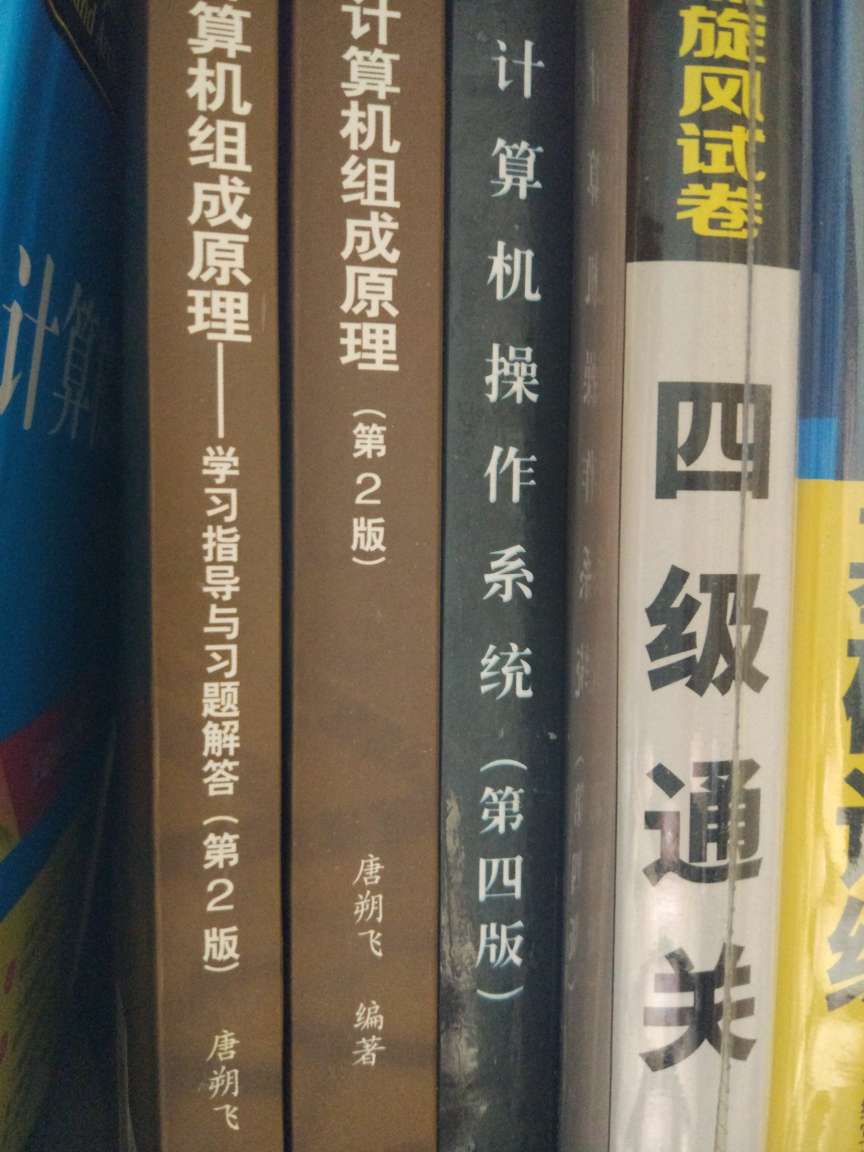 计算
算机组成原理——学习指导与习题解答(第2版)
唐朔飞
计算机组成原理(第2版)
唐朔飞 编著
计算机操作系统(第四版)
旋风试卷
四级通关